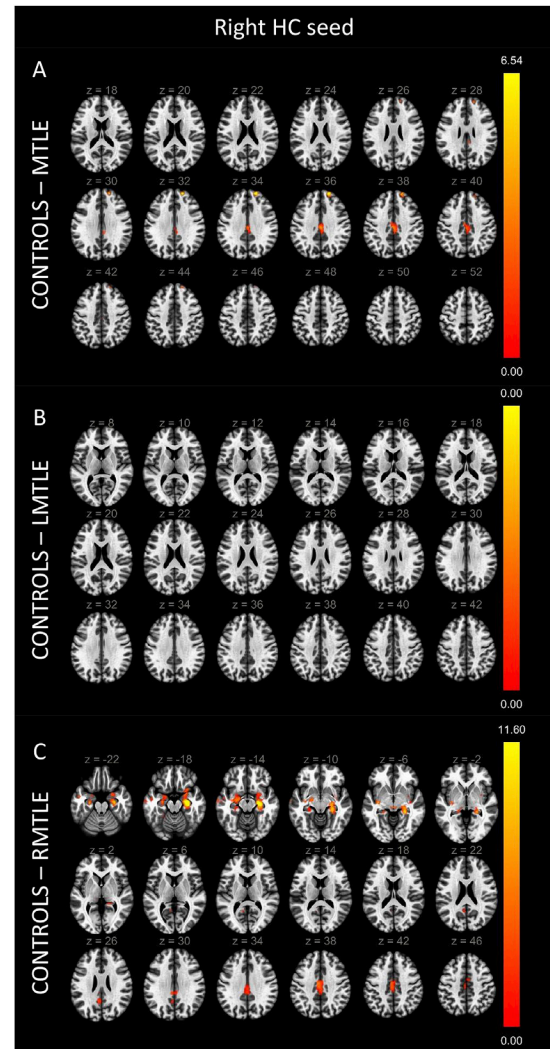 Right HC seed
A
CONTROLS – MTLE
6.54
z = 18 z = 20 z = 22 z = 24 z = 26 z = 28
z = 30 z = 32 z = 34 z = 36 z = 38 z = 40
z = 42 z = 44 z = 46 z = 48 z = 50 z = 52
0.00
B
CONTROLS – LMTLE
0.00
z = 8 z = 10 z = 12 z = 14 z = 16 z = 18
z = 20 z = 22 z = 24 z = 26 z = 28 z = 30
z = 32 z = 34 z = 36 z = 38 z = 40 z = 42
0.00
C
CONTROLS – RMTLE
11.60
z = -22 z = -18 z = -14 z = -10 z = -6 z = -2
z = 2 z = 6 z = 10 z = 14 z = 18 z = 22
z = 26 z = 30 z = 34 z = 38 z = 42 z = 46
0.00